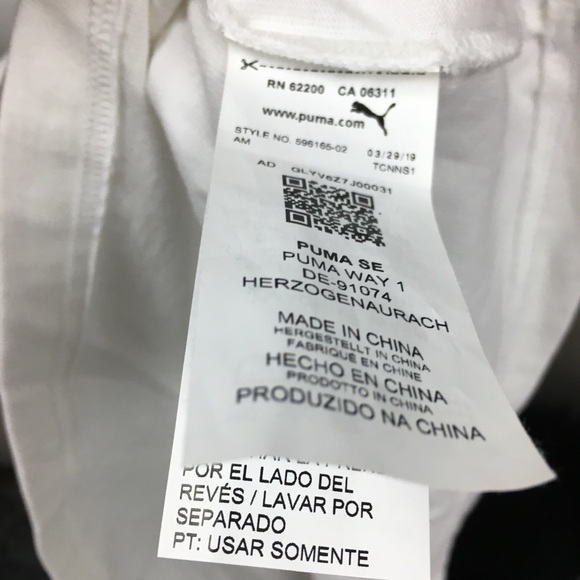 RN 62200 CA 06311
www.puma.com
STYLE NO. 596165-02 03/29/19
AM TCNNS1
AD QLYV6Z7J00031
PUMA SE
PUMA WAY 1
DE-91074
HERZOGENAURACH
MADE IN CHINA
HERGESTELLT IN CHINA
FABRIQUÉ EN CHINE
HECHO EN CHINA
PRODOTTO IN CHINA
PRODUZIDO NA CHINA
POR EL LADO DEL
REVÉS / LAVAR POR
SEPARADO
PT: USAR SOMENTE